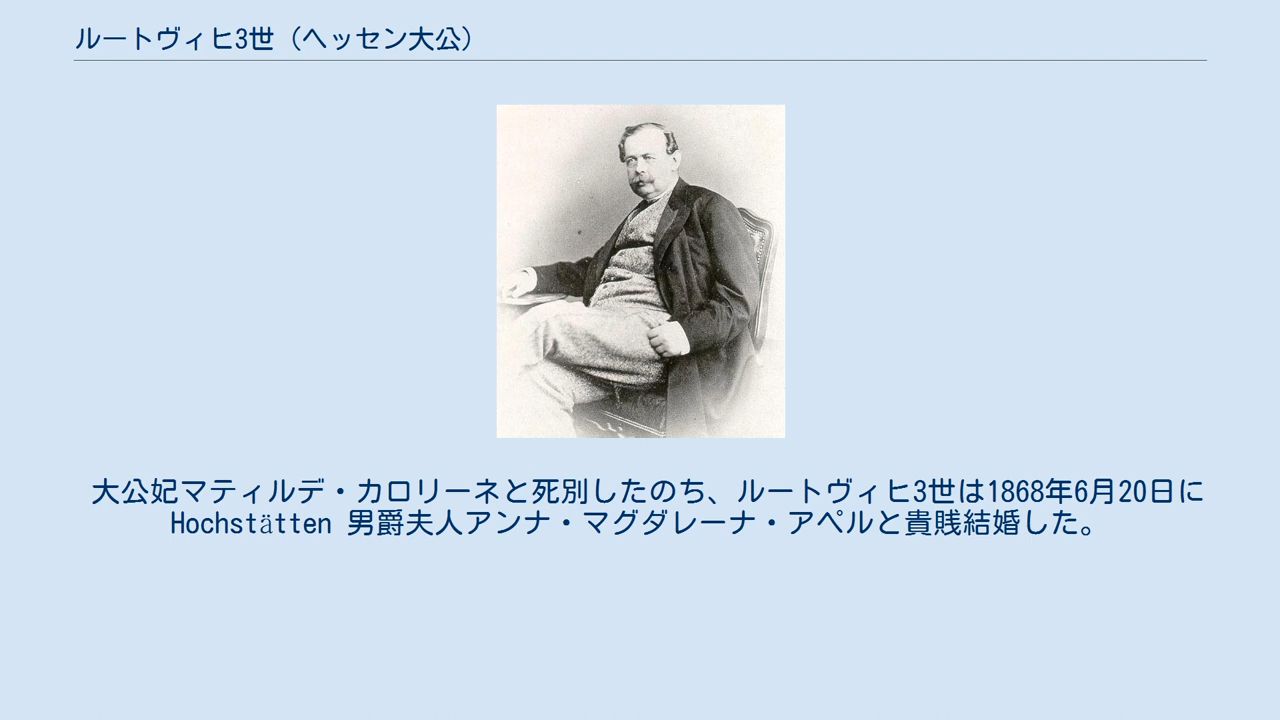 ルートヴィヒ3世（ヘッセン大公）
大公妃マティルデ・カロリーネと死別したのち、ルートヴィヒ3世は1868年6月20日に
Hochstätten 男爵夫人アンナ・マグダレーナ・アペルと貴賎結婚した。